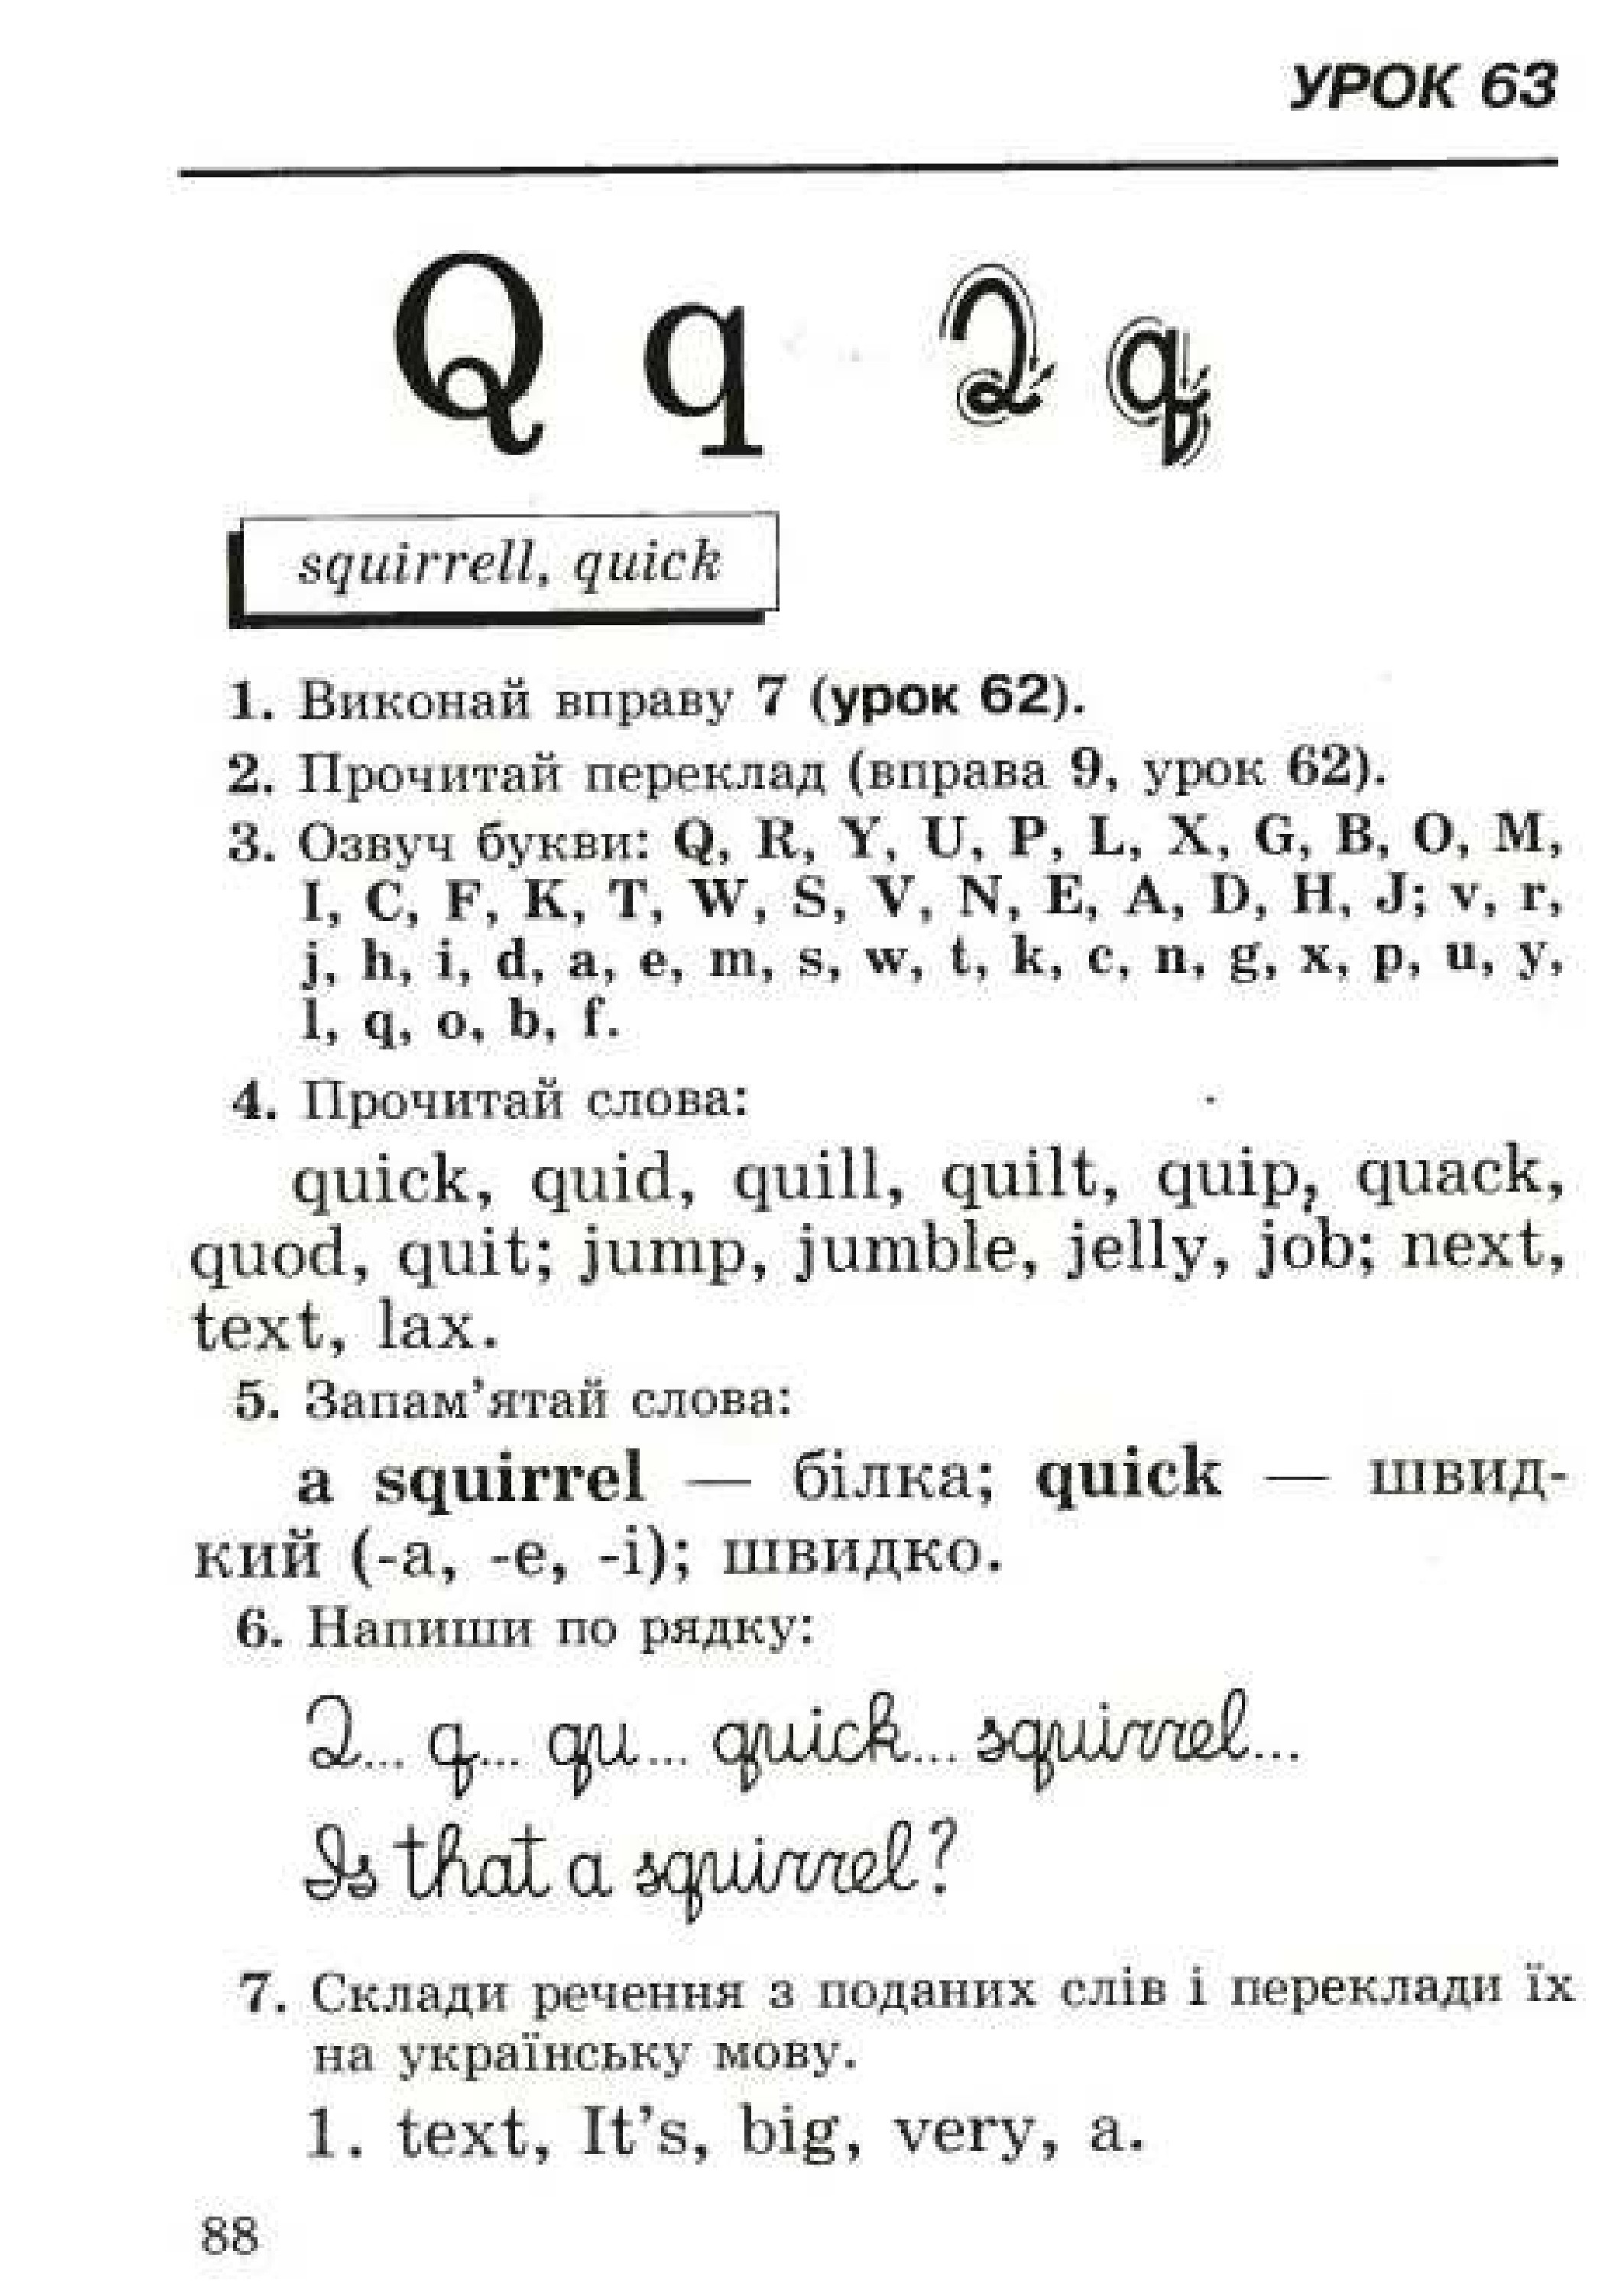 УРОК 63
Q q Q q
squirrell, quick
1. Виконай вправу 7 (урок 62).
2. Прочитай переклад (вправа 9, урок 62).
3. Озвуч букви: Q, R, Y, U, P, L, X, G, B, O, M,
I, C, F, K, T, W, S, V, N, E, A, D, H, J; v, r,
j, h, i, d, a, e, m, s, w, t, k, c, n, g, x, p, u, y,
l, q, o, b, f.
4. Прочитай слова:
quick, quid, quill, quilt, quip, quack,
quod, quit; jump, jumble, jelly, job; next,
text, lax.
5. Запам’ятай слова:
a squirrel — білка; quick — швид-
кий (-а, -е, -і); швидко.
6. Напиши по рядку:
Q... q... qu... quick... squirrel...
Is that a squirrel?
7. Склади речення з поданих слів і переклади їх
на українську мову.
1. text, It’s, big, very, a.
88